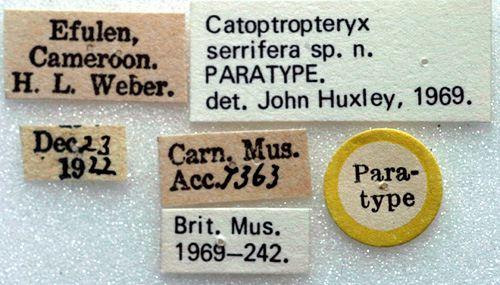 Efulen,
Cameroon.
H. L. Weber.
Catoptropteryx
serrifera sp. n.
PARATYPE.
det. John Huxley, 1969.
Dec. 23
1922
Carn. Mus.
Acc. 7363
Brit. Mus.
1969—242.
Para-
type